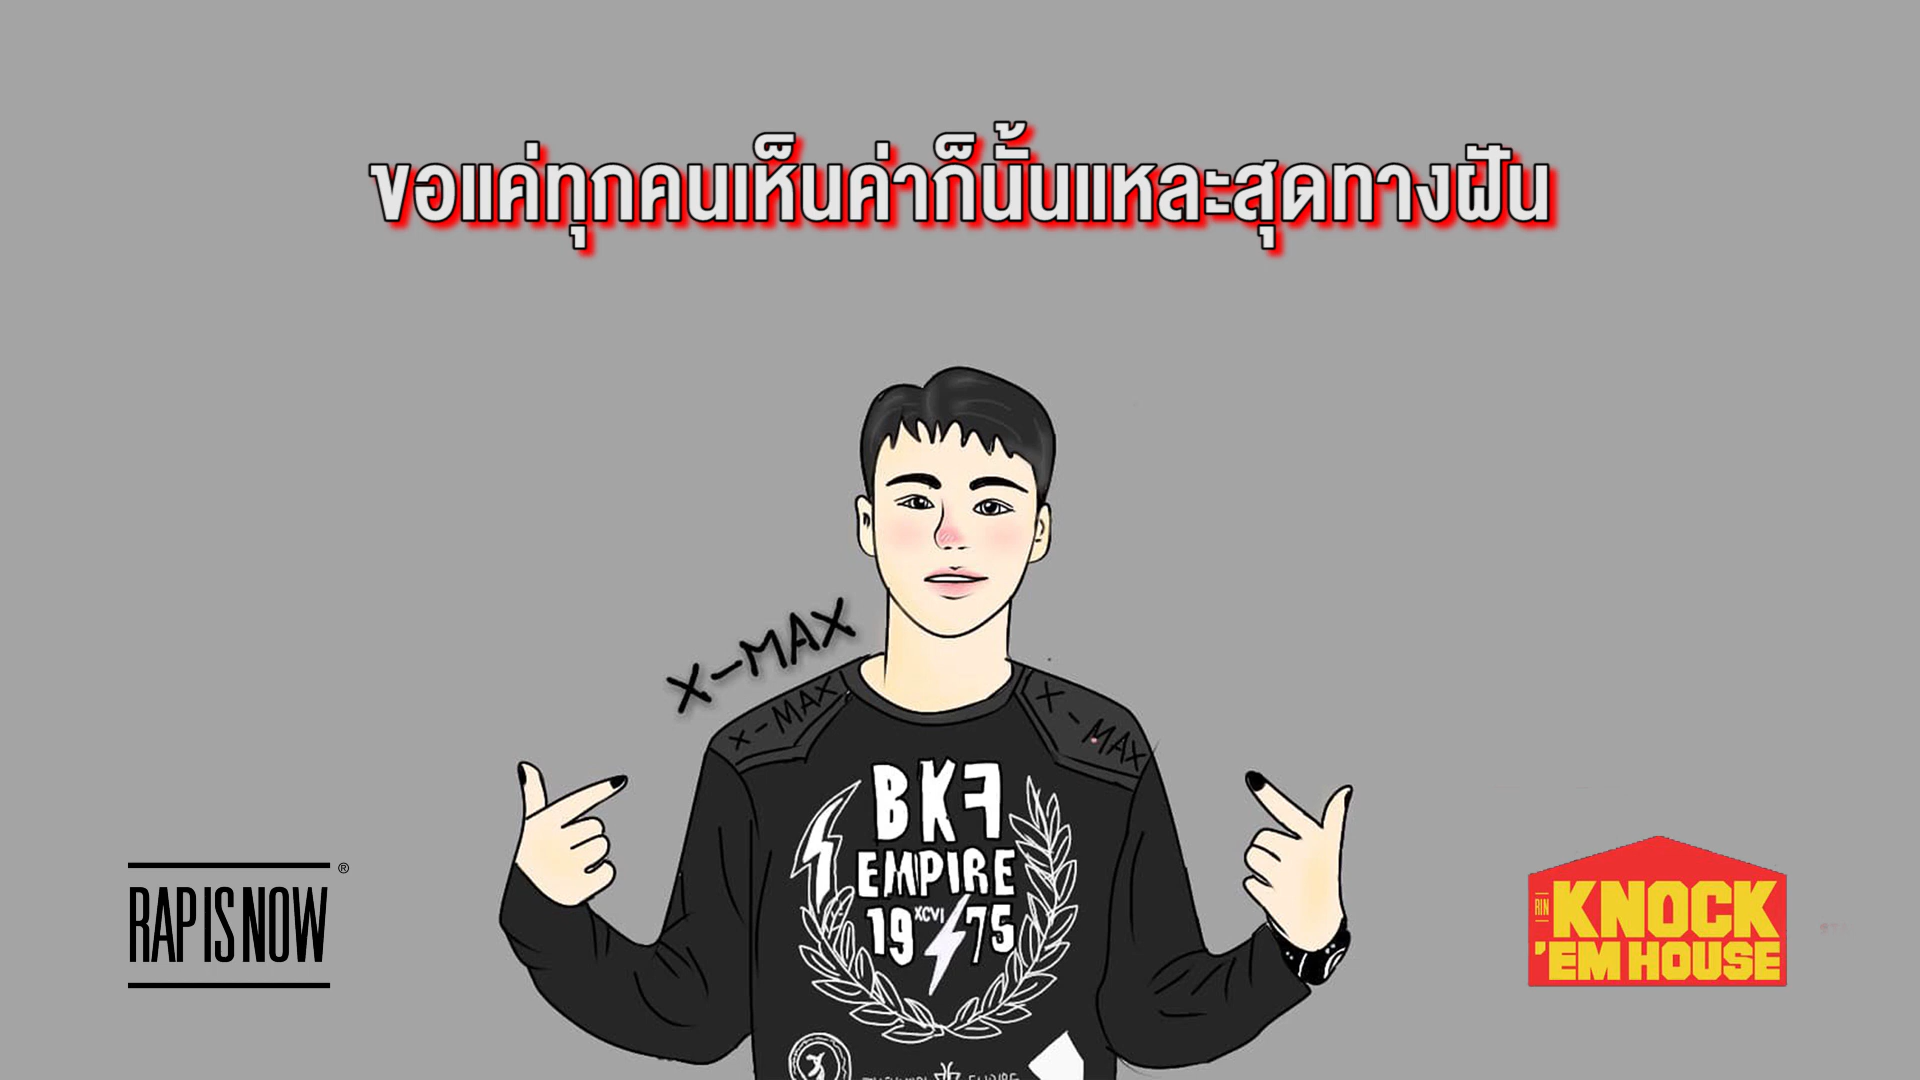 ขอแค่ทุกคนเห็นค่าก็นั้นแหละสุดทางฝัน
X-MAX
X-MAX
X-MAX
BKF
EMPIRE
19 XCVI 75
RAP IS NOW ®
RIN
KNOCK
'EM HOUSE
EMPIRE